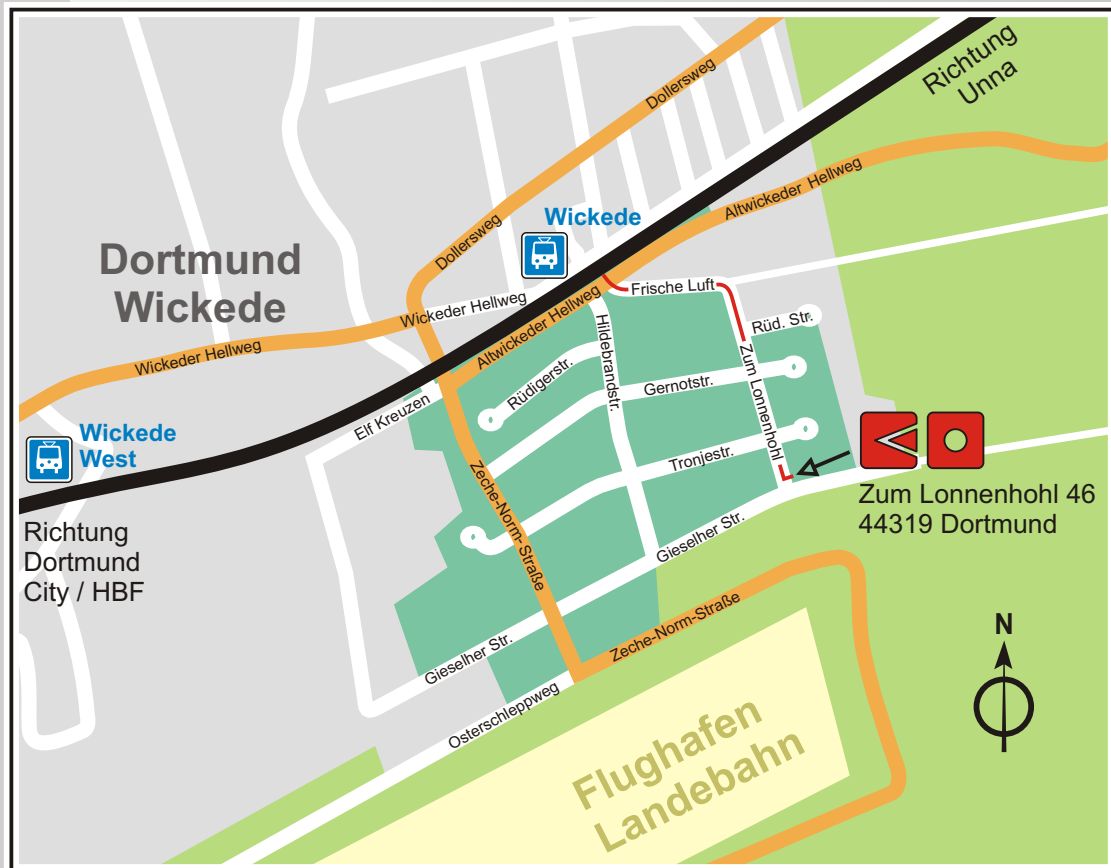 Richtung
Unna
Dollersweg
Altwickeder Hellweg
Wickede
Dollersweg
Dortmund
Wickede
Frische Luft
Wickeder Hellweg
Altwickeder Hellweg
Rüd. Str.
Wickeder Hellweg
Hildebrandstr.
Zum Lonnenhohl
Rüdigerstr.
Gernotstr.
Elf Kreuzen
Wickede
West
Tronjestr.
Zeche-Norm-Straße
Zum Lonnenhohl 46
44319 Dortmund
Richtung
Dortmund
City / HBF
Gieselher Str.
Zeche-Norm-Straße
Gieselher Str.
N
Osterschleppweg
Flughafen
Landebahn